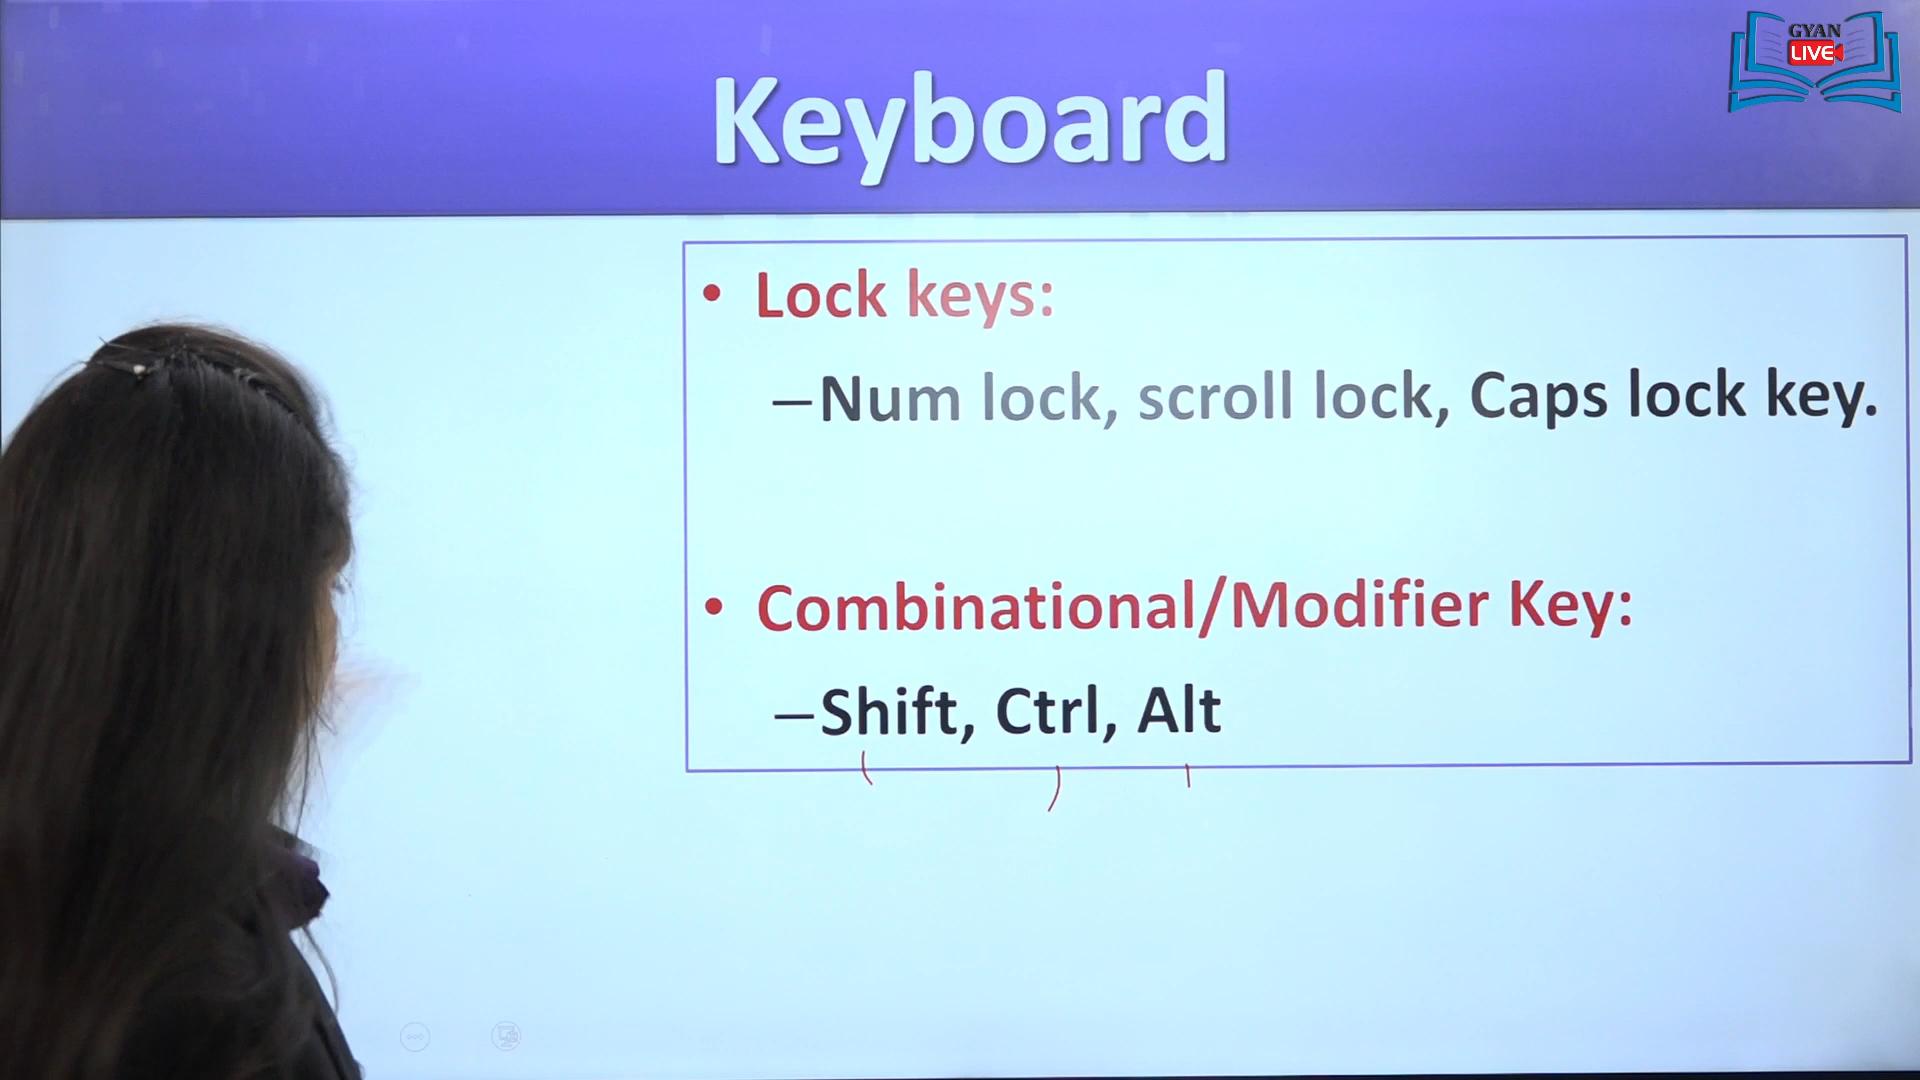 GYAN
LIVE
Keyboard
• Lock keys:
–Num lock, scroll lock, Caps lock key.
• Combinational/Modifier Key:
–Shift, Ctrl, Alt